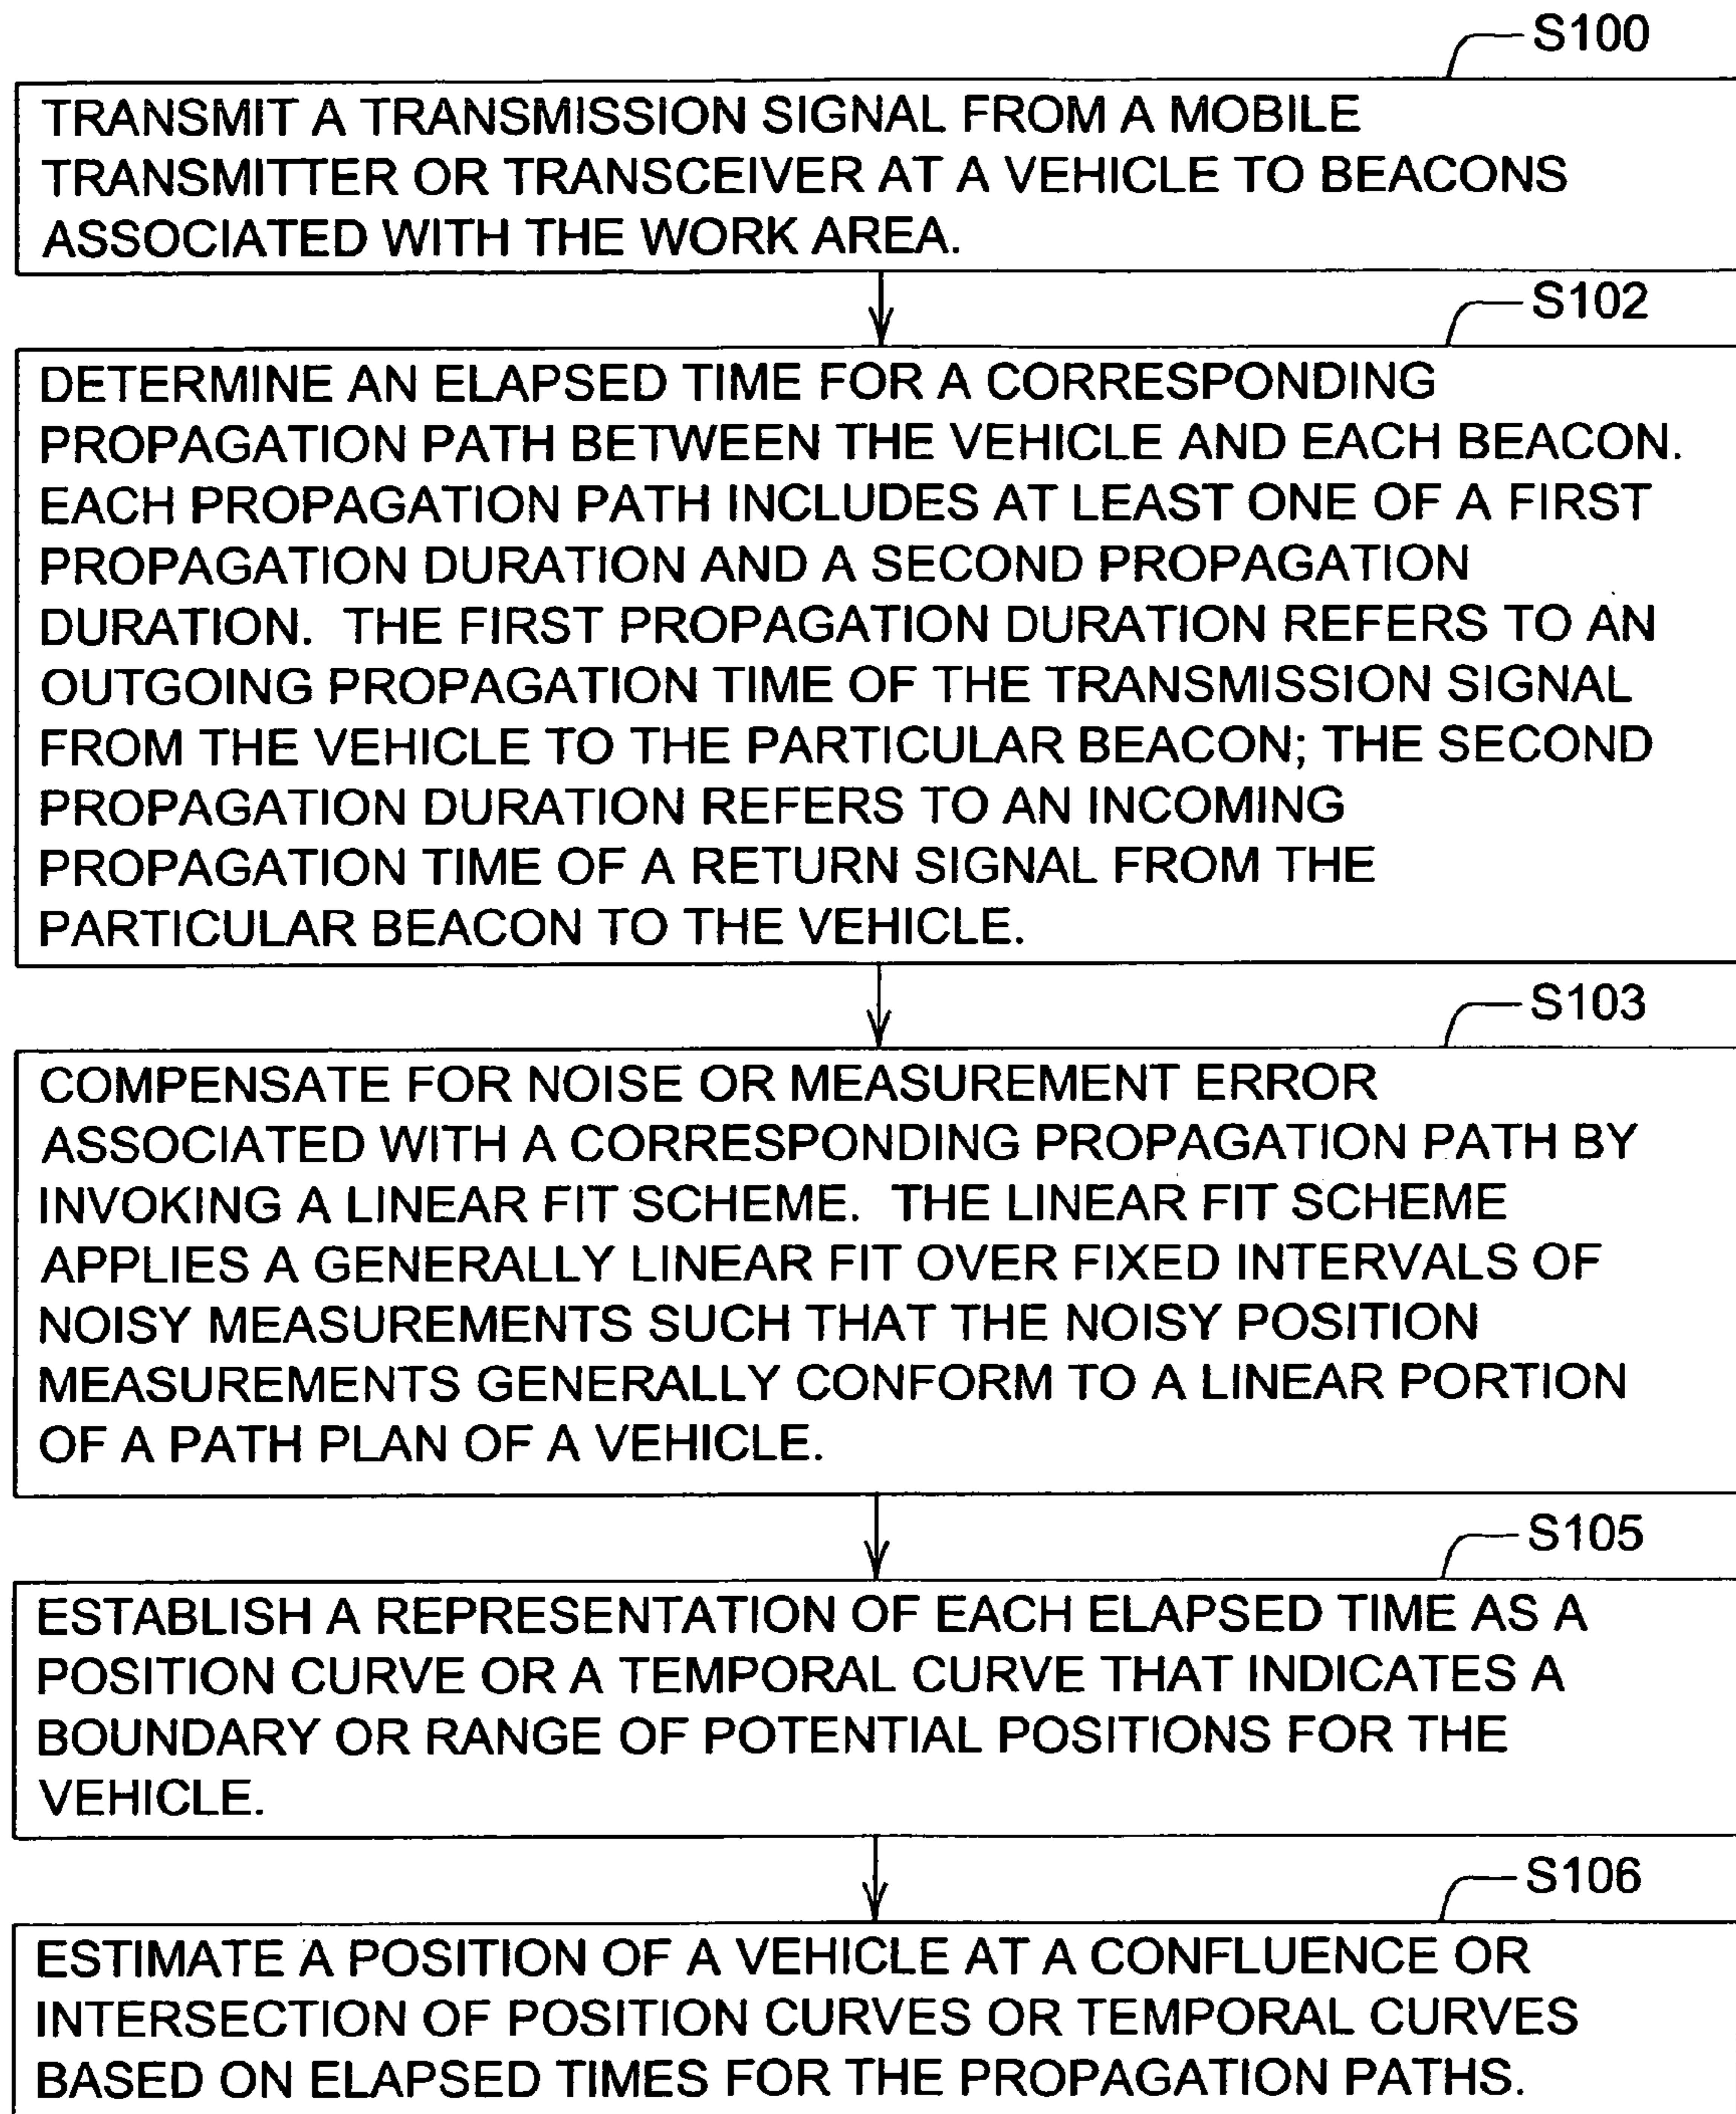 S100
TRANSMIT A TRANSMISSION SIGNAL FROM A MOBILE
TRANSMITTER OR TRANSCEIVER AT A VEHICLE TO BEACONS
ASSOCIATED WITH THE WORK AREA.
S102
DETERMINE AN ELAPSED TIME FOR A CORRESPONDING
PROPAGATION PATH BETWEEN THE VEHICLE AND EACH BEACON.
EACH PROPAGATION PATH INCLUDES AT LEAST ONE OF A FIRST
PROPAGATION DURATION AND A SECOND PROPAGATION
DURATION. THE FIRST PROPAGATION DURATION REFERS TO AN
OUTGOING PROPAGATION TIME OF THE TRANSMISSION SIGNAL
FROM THE VEHICLE TO THE PARTICULAR BEACON; THE SECOND
PROPAGATION DURATION REFERS TO AN INCOMING
PROPAGATION TIME OF A RETURN SIGNAL FROM THE
PARTICULAR BEACON TO THE VEHICLE.
S103
COMPENSATE FOR NOISE OR MEASUREMENT ERROR
ASSOCIATED WITH A CORRESPONDING PROPAGATION PATH BY
INVOKING A LINEAR FIT SCHEME. THE LINEAR FIT SCHEME
APPLIES A GENERALLY LINEAR FIT OVER FIXED INTERVALS OF
NOISY MEASUREMENTS SUCH THAT THE NOISY POSITION
MEASUREMENTS GENERALLY CONFORM TO A LINEAR PORTION
OF A PATH PLAN OF A VEHICLE.
S105
ESTABLISH A REPRESENTATION OF EACH ELAPSED TIME AS A
POSITION CURVE OR A TEMPORAL CURVE THAT INDICATES A
BOUNDARY OR RANGE OF POTENTIAL POSITIONS FOR THE
VEHICLE.
S106
ESTIMATE A POSITION OF A VEHICLE AT A CONFLUENCE OR
INTERSECTION OF POSITION CURVES OR TEMPORAL CURVES
BASED ON ELAPSED TIMES FOR THE PROPAGATION PATHS.